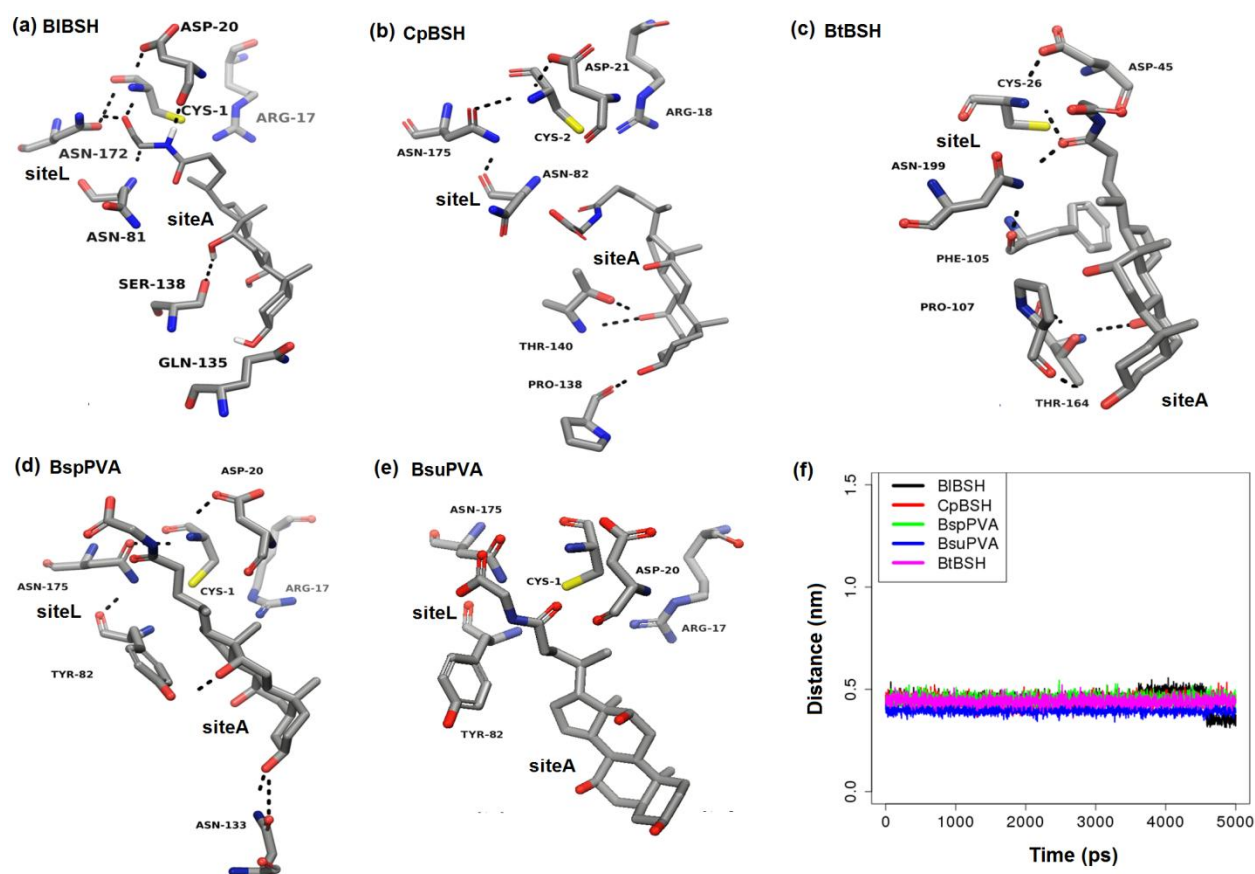 (a) BlBSH
ASP-20
CYS-1
ARG-17
ASN-172
siteL
siteA
ASN-81
SER-138
GLN-135
(b) CpBSH
ASP-21
ARG-18
CYS-2
ASN-175
ASN-82
siteL
siteA
THR-140
PRO-138
(c) BtBSH
ASP-45
CYS-26
siteL
ASN-199
PHE-105
PRO-107
THR-164
siteA
(d) BspPVA
ASP-20
ASN-175
CYS-1
ARG-17
siteL
TYR-82
siteA
ASN-133
(e) BsuPVA
ASN-175
CYS-1
ASP-20
siteL
ARG-17
TYR-82
siteA
(f)
BlBSH
CpBSH
BspPVA
BsuPVA
BtBSH
Distance (nm)
1.5
1.0
0.5
0.0
0 1000 2000 3000 4000 5000
Time (ps)